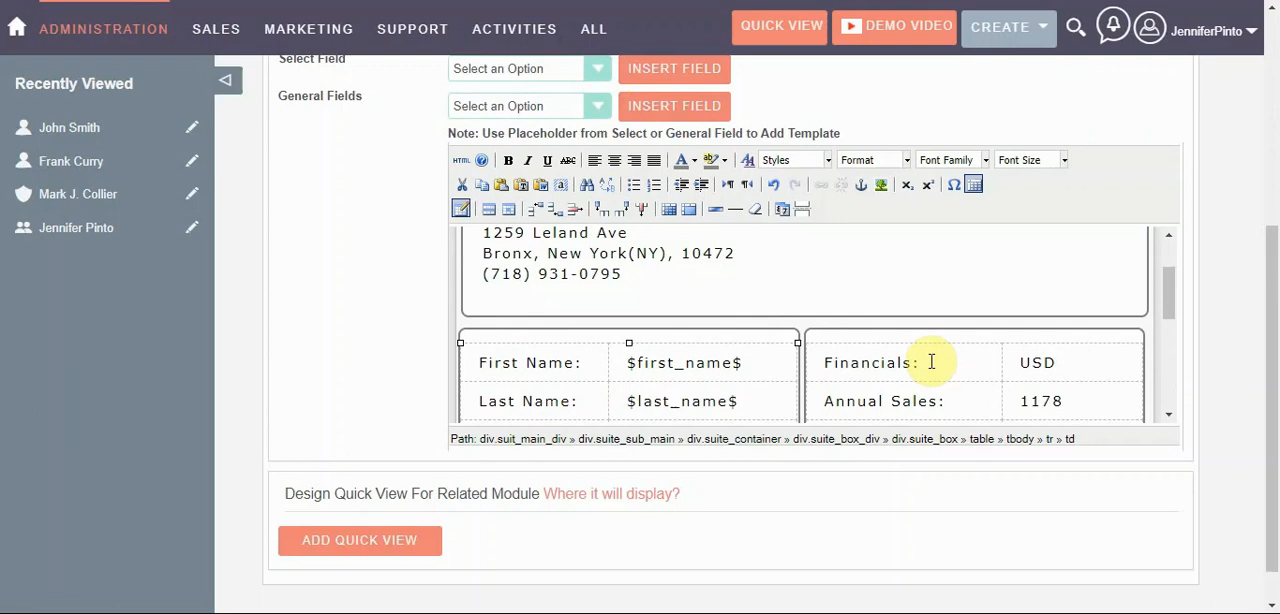 ADMINISTRATION SALES MARKETING SUPPORT ACTIVITIES ALL QUICK VIEW DEMO VIDEO CREATE JenniferPinto
Recently Viewed
John Smith
Frank Curry
Mark J. Collier
Jennifer Pinto
Select Field
Select an Option INSERT FIELD
General Fields
Select an Option INSERT FIELD
Note: Use Placeholder from Select or General Field to Add Template
HTML B I U ABC A ab Styles Format Font Family Font Size
1259 Leland Ave
Bronx, New York(NY), 10472
(718) 931-0795
First Name: $first_name$ Financials: USD
Last Name: $last_name$ Annual Sales: 1178
Path: div.suit_main_div » div.suite_sub_main » div.suite_container » div.suite_box_div » div.suite_box » table » tbody » tr » td
Design Quick View For Related Module Where it will display?
ADD QUICK VIEW